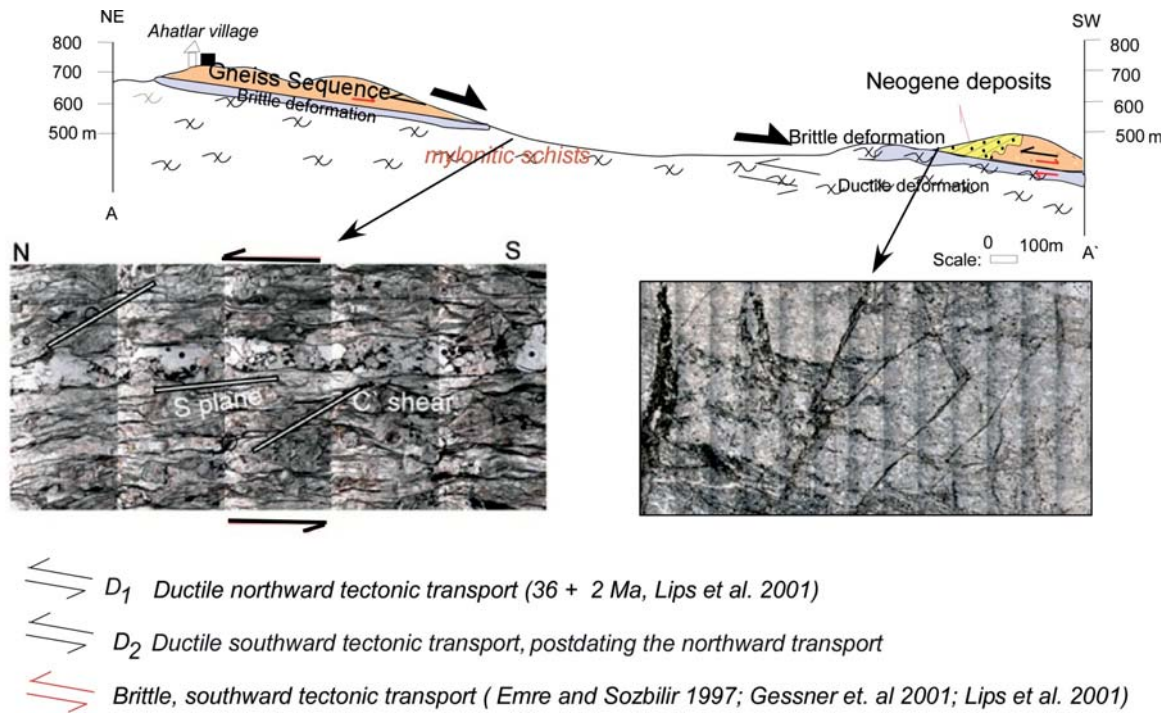 NE
SW
Ahatlar village
800
700
600
500 m
800
700
600
500 m
Gneiss Sequence
Brittle deformation
Neogene deposits
Brittle deformation
mylonitic schists
Ductile deformation
A
A`
0 100m
Scale:
N
S
S plane
C` shear
D1 Ductile northward tectonic transport (36 + 2 Ma, Lips et al. 2001)
D2 Ductile southward tectonic transport, postdating the northward transport
Brittle, southward tectonic transport ( Emre and Sozbilir 1997; Gessner et. al 2001; Lips et al. 2001)